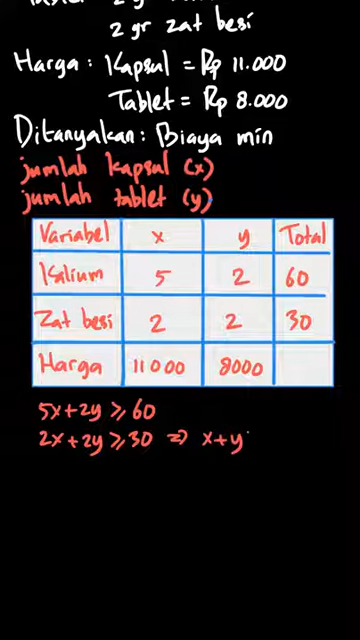 2 gr zat besi
Harga : Kapsul = Rp 11.000
Tablet = Rp 8.000
Ditanyakan : Biaya min
jumlah kapsul (x)
jumlah tablet (y)
Variabel x y Total
Kalium 5 2 60
Zat besi 2 2 30
Harga 11000 8000
5x+2y ≥ 60
2x+2y ≥ 30 ⇒ x+y